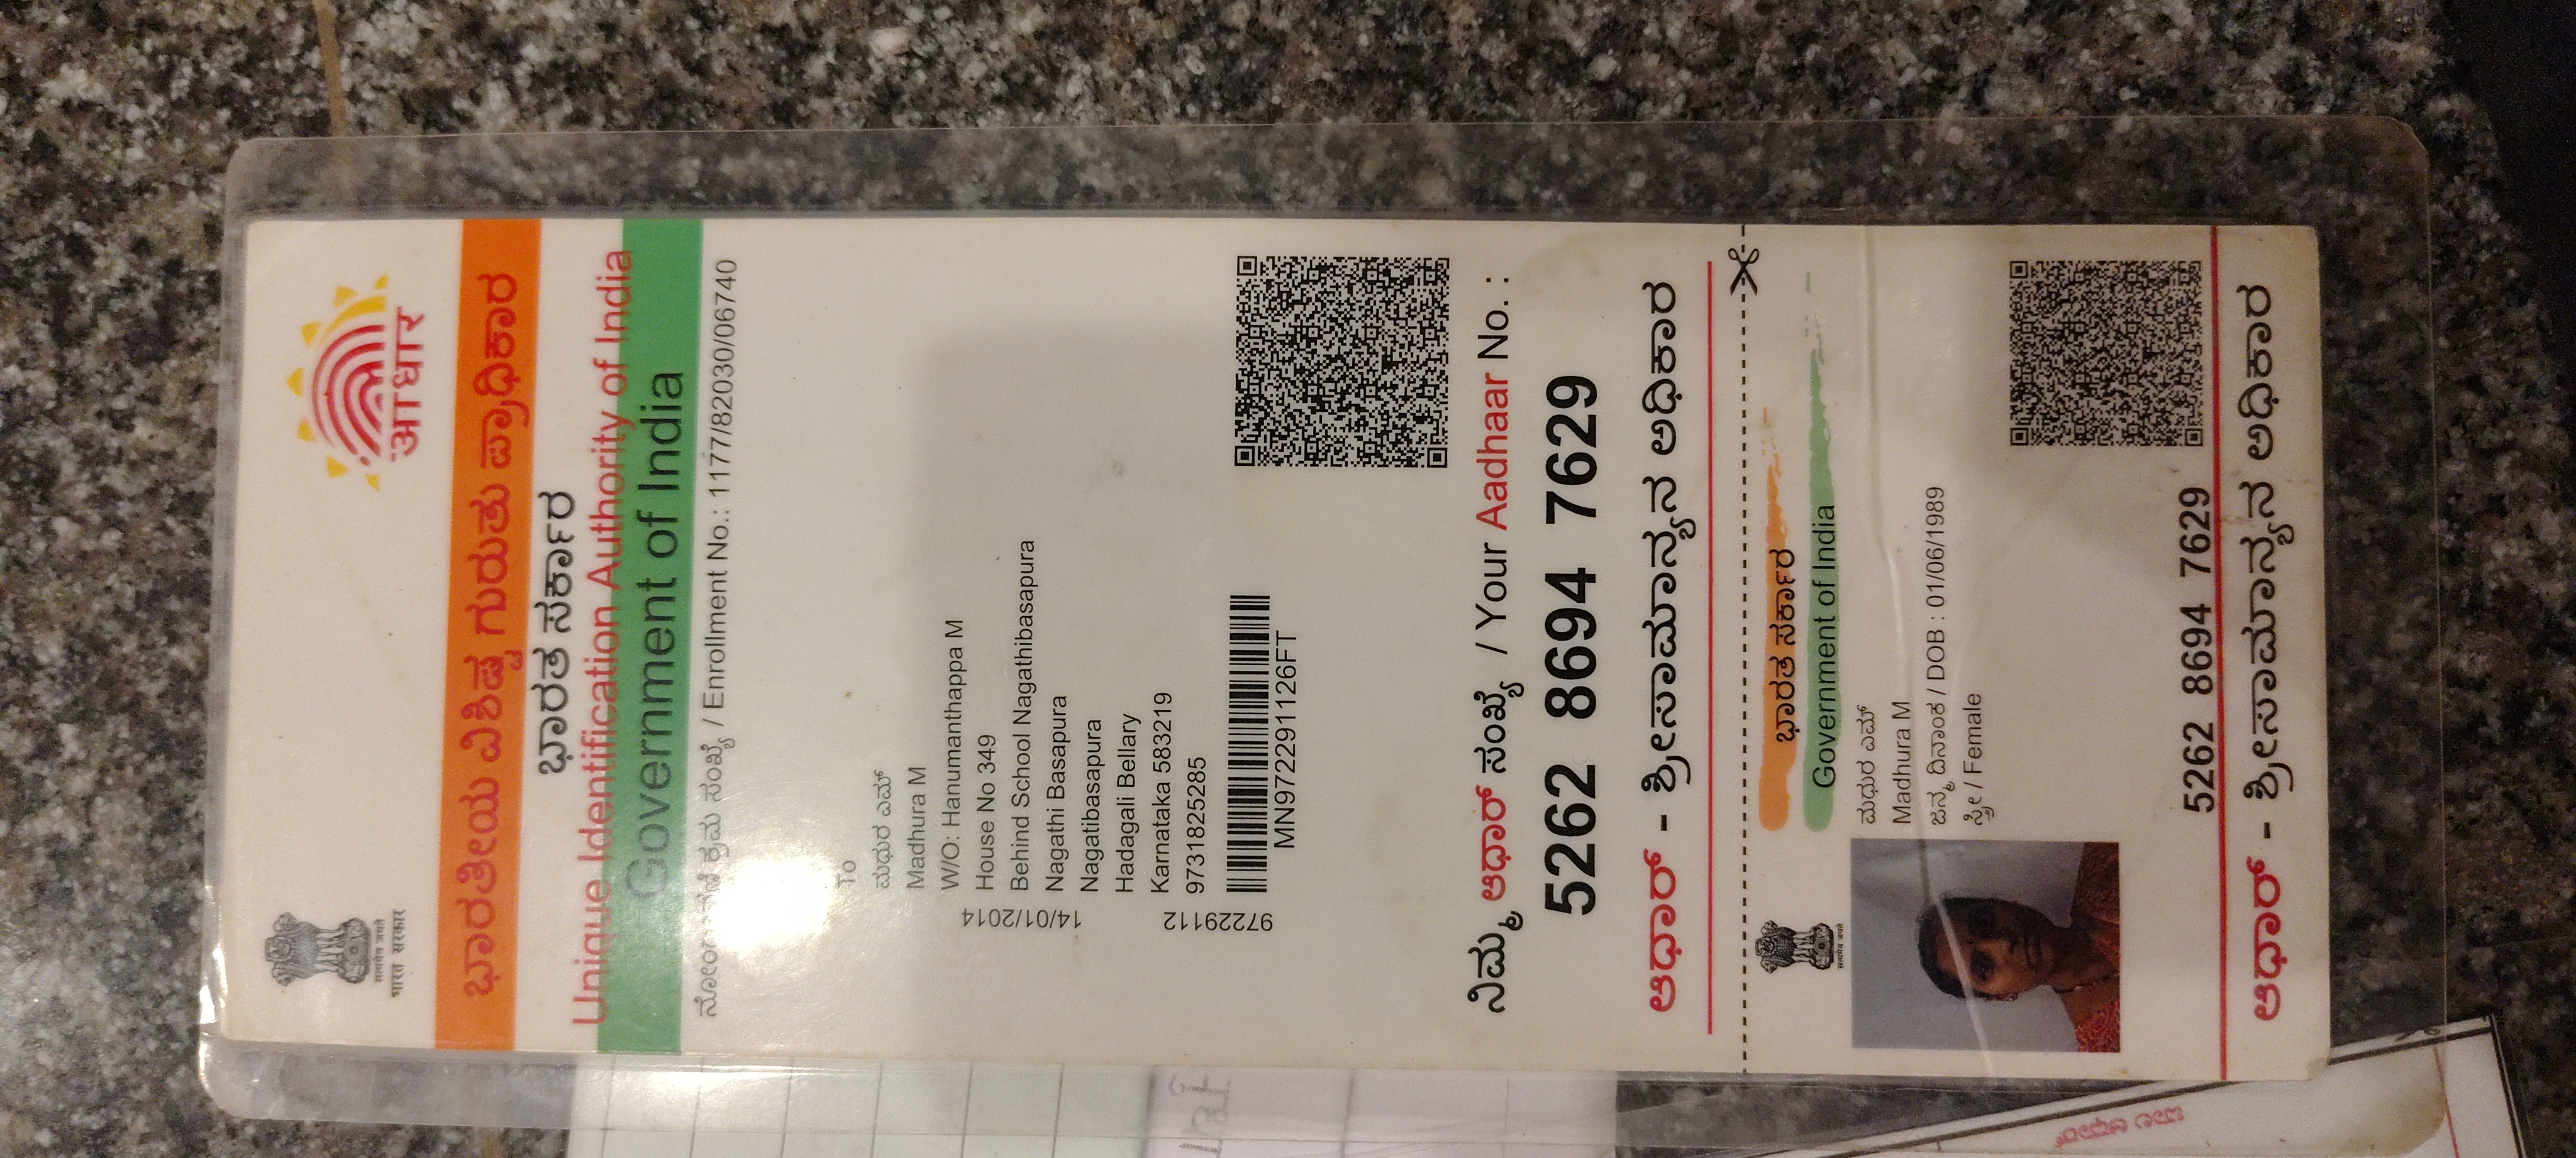 आधार
सत्यमेव जयते
भारत सरकार
ಭಾರತೀಯ ವಿಶಿಷ್ಟ ಗುರುತು ಪ್ರಾಧಿಕಾರ
ಭಾರತ ಸರ್ಕಾರ
Unique Identification Authority of India
Government of India
ಕ್ರಮ ಸಂಖ್ಯೆ / Enrollment No.: 1177/82030/06740
To
ಮಧುರ ಎಮ್
Madhura M
W/O: Hanumanthappa M
House No 349
Behind School Nagathibasapura
Nagathi Basapura
Nagatibasapura
Hadagali Bellary
Karnataka 583219
9731825285
14/01/2014
97229112
MN972291126FT
ನಿಮ್ಮ ಆಧಾರ್ ಸಂಖ್ಯೆ / Your Aadhaar No. :
5262 8694 7629
ಆಧಾರ್ - ಶ್ರೀಸಾಮಾನ್ಯನ ಅಧಿಕಾರ
सत्यमेव जयते
ಭಾರತ ಸರ್ಕಾರ
Government of India
ಮಧುರ ಎಮ್
Madhura M
ಜನ್ಮ ದಿನಾಂಕ / DOB : 01/06/1989
ಸ್ತ್ರೀ / Female
5262 8694 7629
ಆಧಾರ್ - ಶ್ರೀಸಾಮಾನ್ಯನ ಅಧಿಕಾರ